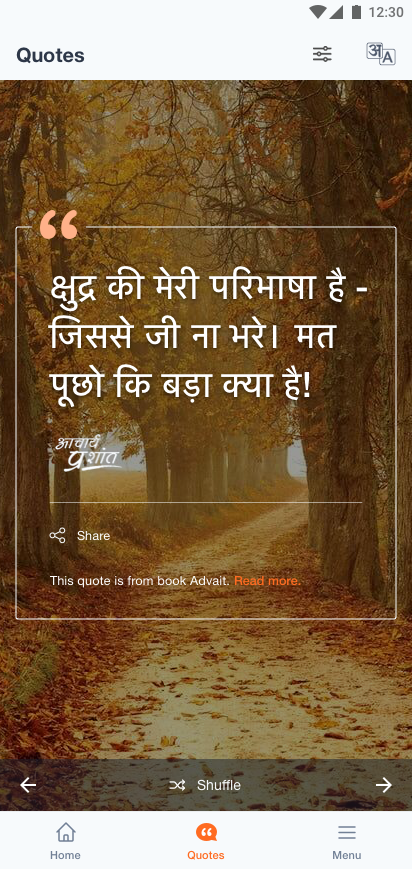 12:30
Quotes
अ A
“
क्षुद्र की मेरी परिभाषा है -
जिससे जी ना भरे। मत
पूछो कि बड़ा क्या है!
आचार्य
प्रशांत
Share
This quote is from book Advait. Read more.
Shuffle
Home Quotes Menu